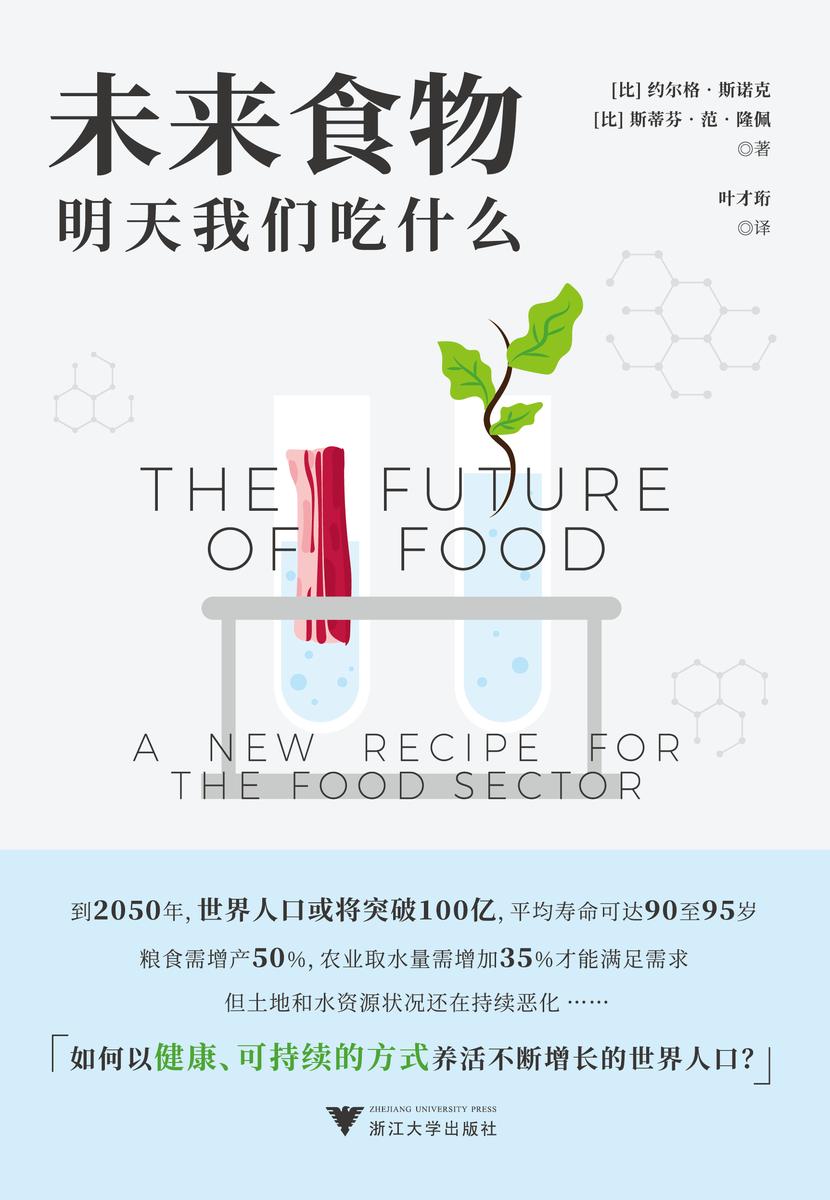 未来食物
明天我们吃什么
[比] 约尔格·斯诺克
[比] 斯蒂芬·范·隆佩
◎著
叶才珩
◎译
THE FUTURE
OF FOOD
A NEW RECIPE FOR
THE FOOD SECTOR
到2050年, 世界人口或将突破100亿, 平均寿命可达90至95岁
粮食需增产50%, 农业取水量需增加35%才能满足需求
但土地和水资源状况还在持续恶化 ……
「如何以健康、可持续的方式养活不断增长的世界人口？」
ZHEJIANG UNIVERSITY PRESS
浙江大学出版社